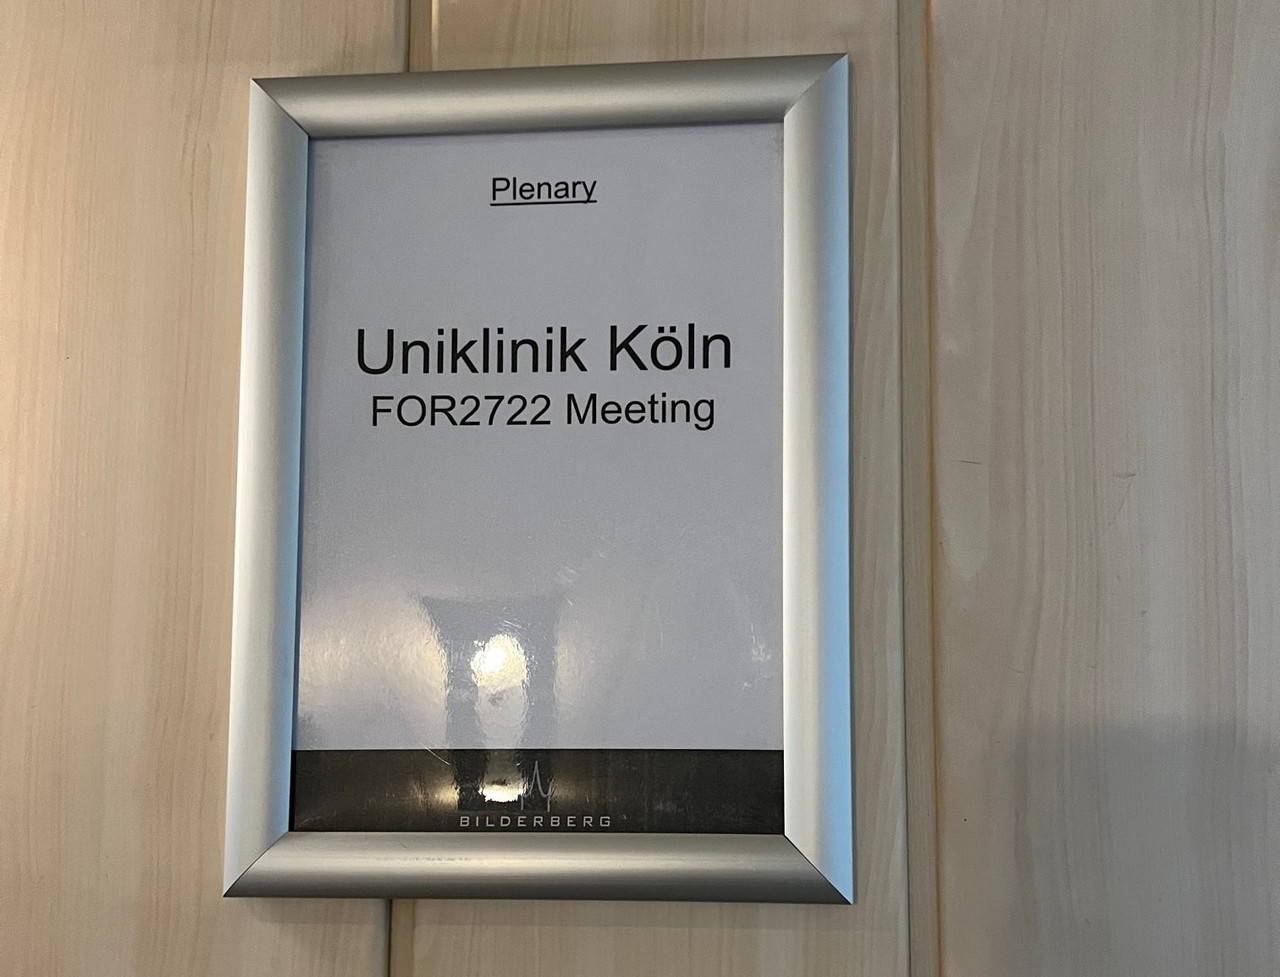 Plenary
Uniklinik Köln
FOR2722 Meeting
BILDERBERG